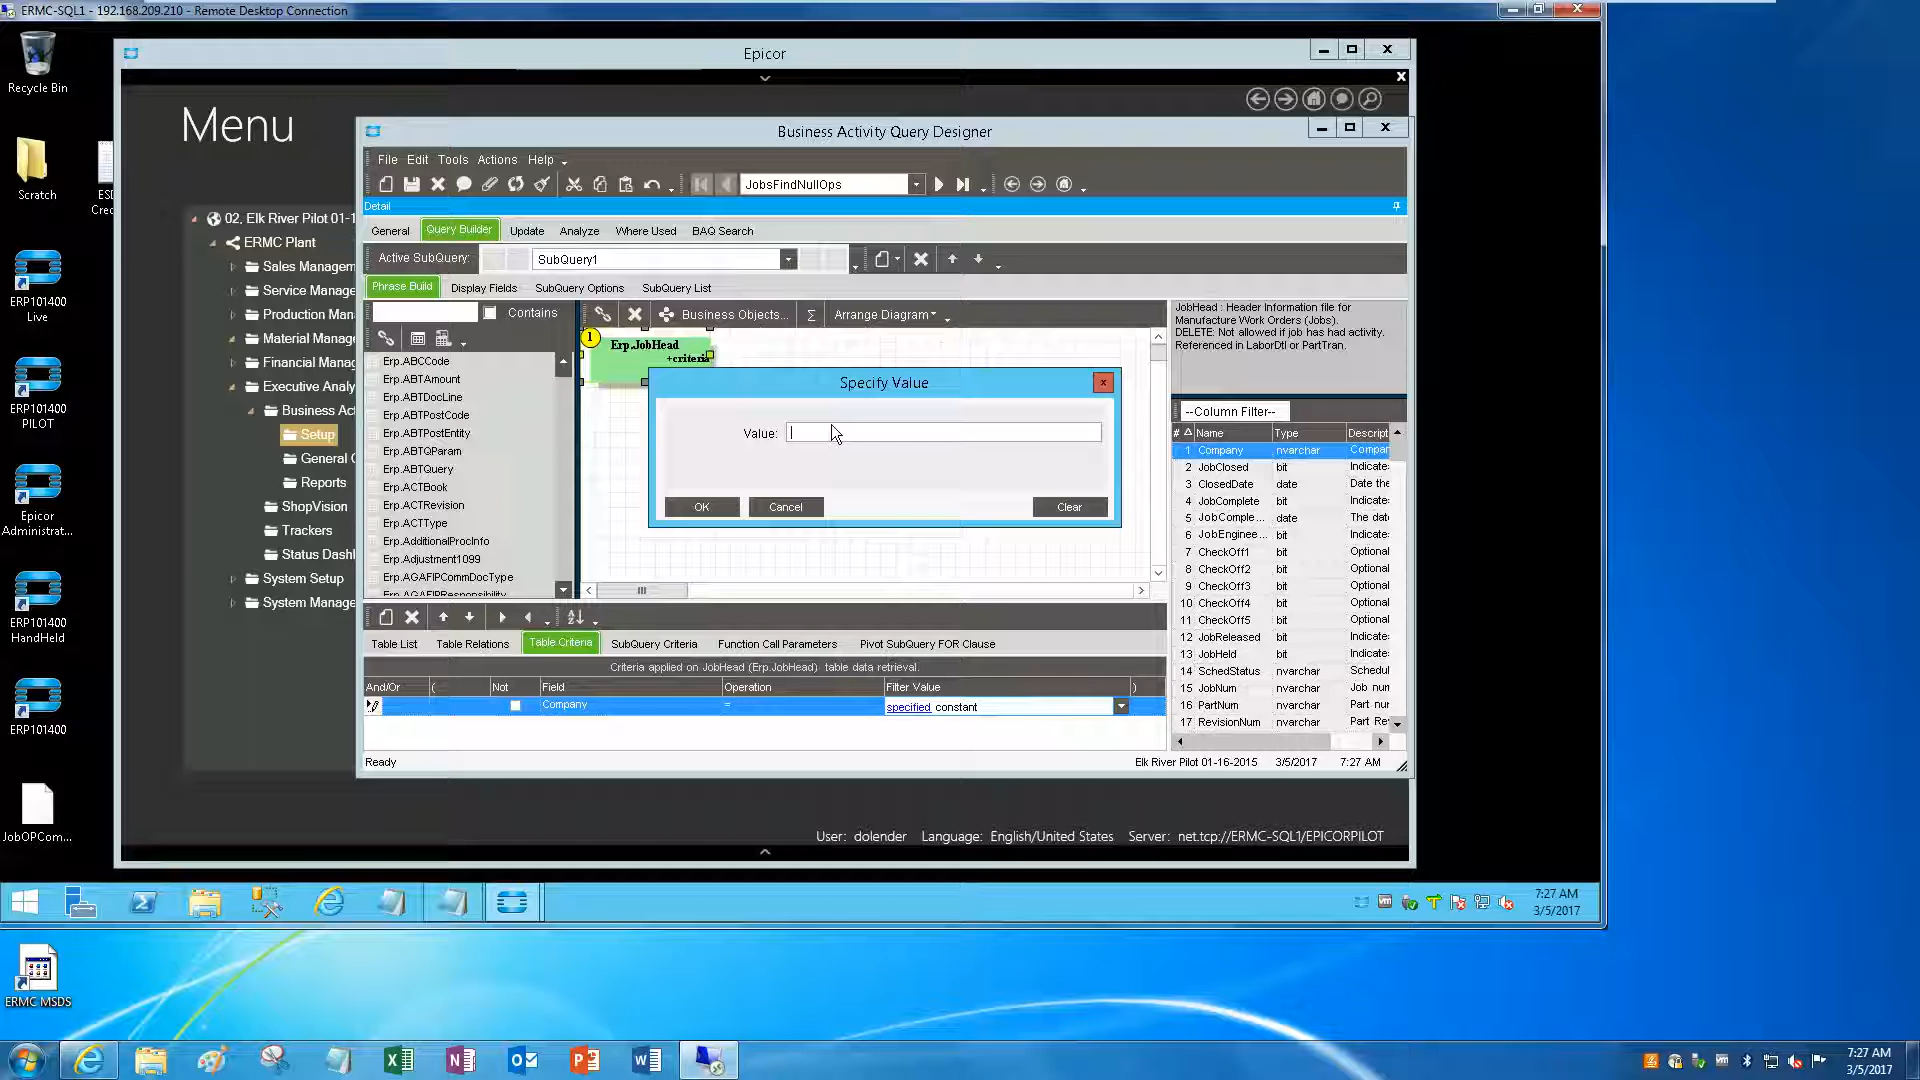 ERMC-SQL1 - 192.168.209.210 - Remote Desktop Connection
Recycle Bin
Scratch
ERP101400
Live
ERP101400
PILOT
Epicor
Administrat...
ERP101400
HandHeld
ERP101400
JobOPCom...
Epicor
Menu
02. Elk River Pilot 01-1
ERMC Plant
Sales Managem
Service Manage
Production Man
Material Manage
Financial Manag
Executive Analy
Business Act
Setup
General
Reports
ShopVision
Trackers
Status Dashl
System Setup
System Manage
Business Activity Query Designer
File Edit Tools Actions Help
JobsFindNullOps
Detail
General Query Builder Update Analyze Where Used BAQ Search
Active SubQuery: SubQuery1
Phrase Build Display Fields SubQuery Options SubQuery List
Contains
Business Objects... Σ Arrange Diagram
Erp.ABCCode
Erp.ABTAmount
Erp.ABTDocLine
Erp.ABTPostCode
Erp.ABTPostEntity
Erp.ABTQParam
Erp.ABTQuery
Erp.ACTBook
Erp.ACTRevision
Erp.ACTType
Erp.AdditionalProcInfo
Erp.Adjustment1099
Erp.AGAFIPCommDocType
Erp.AGAFIPResponsibility
1
Erp.JobHead
+criteria
Specify Value
Value:
OK Cancel Clear
JobHead : Header Information file for
Manufacture Work Orders (Jobs).
DELETE: Not allowed if job has had activity.
Referenced in LaborDtl or PartTran.
--Column Filter--
# Name Type Descript
1 Company nvarchar Compan
2 JobClosed bit Indicate:
3 ClosedDate date Date the
4 JobComplete bit Indicate:
5 JobComple... date The date
6 JobEnginee... bit Indicate:
7 CheckOff1 bit Optional
8 CheckOff2 bit Optional
9 CheckOff3 bit Optional
10 CheckOff4 bit Optional
11 CheckOff5 bit Optional
12 JobReleased bit Indicate:
13 JobHeld bit Indicate:
14 SchedStatus nvarchar Schedul
15 JobNum nvarchar Job num
16 PartNum nvarchar Part nur
17 RevisionNum nvarchar Part Re
Table List Table Relations Table Criteria SubQuery Criteria Function Call Parameters Pivot SubQuery FOR Clause
Criteria applied on JobHead (Erp.JobHead) table data retrieval.
And/Or ( Not Field Operation Filter Value )
Company = specified constant
Ready
Elk River Pilot 01-16-2015 3/5/2017 7:27 AM
User: dolender Language: English/United States Server: net.tcp://ERMC-SQL1/EPICORPILOT
7:27 AM
3/5/2017
ERMC MSDS
7:27 AM
3/5/2017